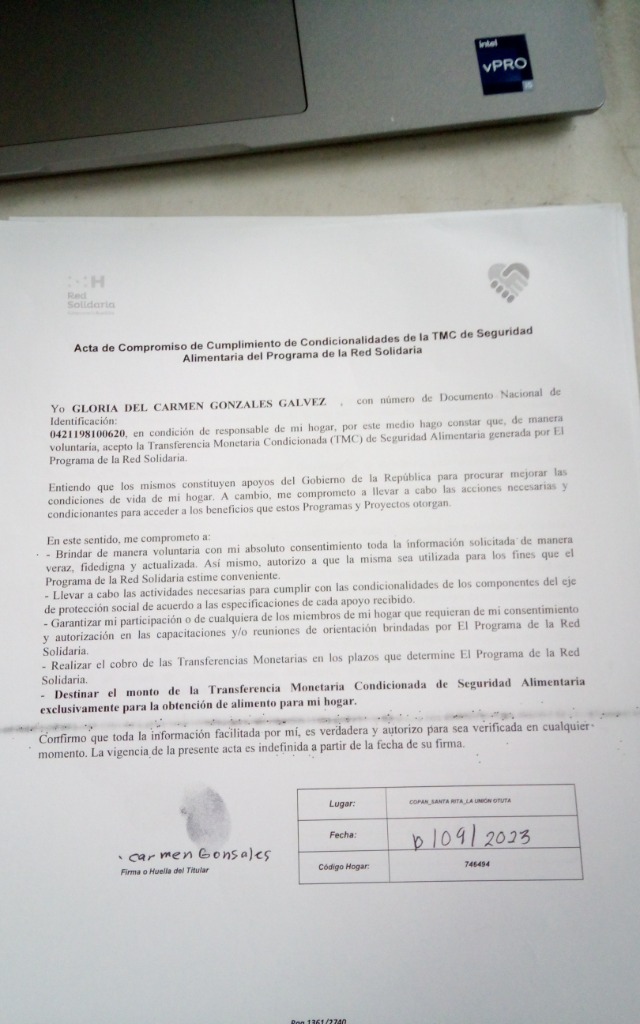 intel
vPRO
i5
Red
Solidaria
Acta de Compromiso de Cumplimiento de Condicionalidades de la TMC de Seguridad
Alimentaria del Programa de la Red Solidaria
Yo GLORIA DEL CARMEN GONZALES GALVEZ , con número de Documento Nacional de
Identificación:
0421198100620, en condición de responsable de mi hogar, por este medio hago constar que, de manera
voluntaria, acepto la Transferencia Monetaria Condicionada (TMC) de Seguridad Alimentaria generada por El
Programa de la Red Solidaria.
Entiendo que los mismos constituyen apoyos del Gobierno de la República para procurar mejorar las
condiciones de vida de mi hogar. A cambio, me comprometo a llevar a cabo las acciones necesarias y
condicionantes para acceder a los beneficios que estos Programas y Proyectos otorgan.
En este sentido, me comprometo a:
- Brindar de manera voluntaria con mi absoluto consentimiento toda la información solicitada de manera
veraz, fidedigna y actualizada. Así mismo, autorizo a que la misma sea utilizada para los fines que el
Programa de la Red Solidaria estime conveniente.
- Llevar a cabo las actividades necesarias para cumplir con las condicionalidades de los componentes del eje
de protección social de acuerdo a las especificaciones de cada apoyo recibido.
- Garantizar mi participación o de cualquiera de los miembros de mi hogar que requieran de mi consentimiento
y autorización en las capacitaciones y/o reuniones de orientación brindadas por El Programa de la Red
Solidaria.
- Realizar el cobro de las Transferencias Monetarias en los plazos que determine El Programa de la Red
Solidaria.
- Destinar el monto de la Transferencia Monetaria Condicionada de Seguridad Alimentaria
exclusivamente para la obtención de alimento para mi hogar.
Confirmo que toda la información facilitada por mí, es verdadera y autorizo para sea verificada en cualquier
momento. La vigencia de la presente acta es indefinida a partir de la fecha de su firma.
Lugar: COPAN_SANTA RITA_LA UNION OTUTA
Fecha: /09/2023
Código Hogar: 746494
carmen Gonsales
Firma o Huella del Titular
Pag 1361/2740